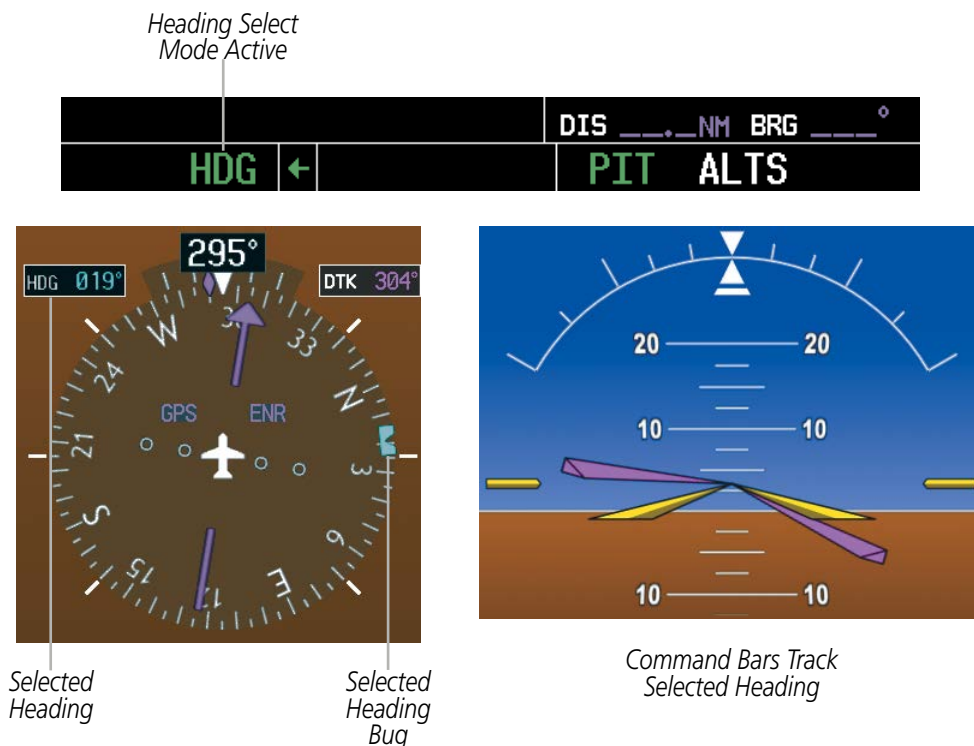 Heading Select
Mode Active
DIS __._NM BRG ___°
HDG ← PIT ALTS
295°
HDG 019°
DTK 304°
30
33
N
3
6
E
12
15
S
21
24
W
GPS ENR
20 20
10 10
10 10
Selected
Heading
Selected
Heading
Bug
Command Bars Track
Selected Heading